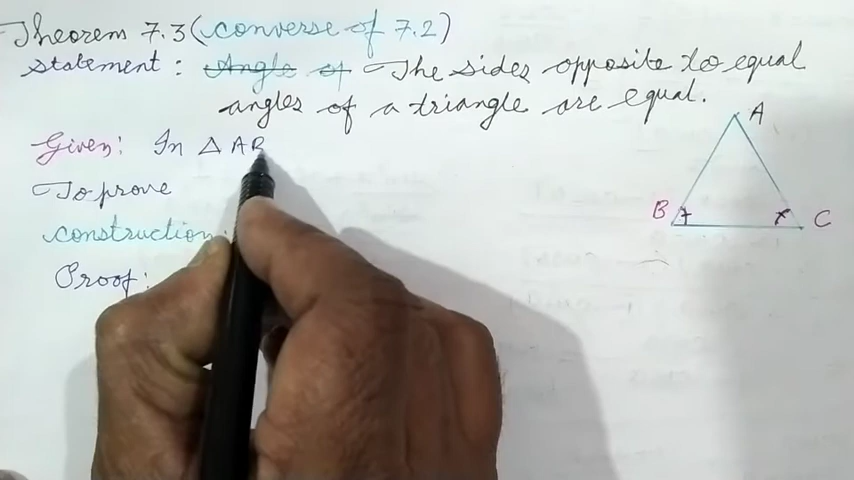 Theorem 7.3 (converse of 7.2)
Statement: Angle of The sides opposite to equal
angles of a triangle are equal.
Given: In △ AB
To prove
construction:
Proof:
A
B
C